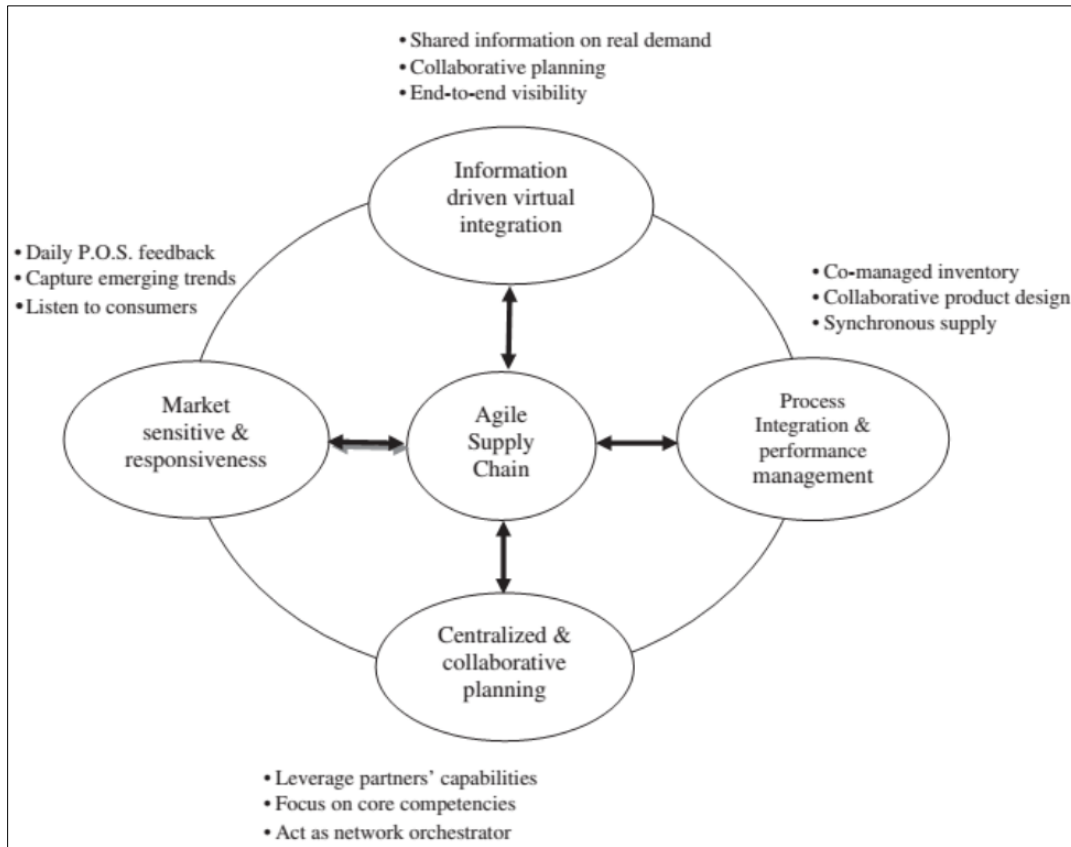 • Shared information on real demand
• Collaborative planning
• End-to-end visibility
Information
driven virtual
integration
• Daily P.O.S. feedback
• Capture emerging trends
• Listen to consumers
• Co-managed inventory
• Collaborative product design
• Synchronous supply
Market
sensitive &
responsiveness
Agile
Supply
Chain
Process
Integration &
performance
management
Centralized &
collaborative
planning
• Leverage partners’ capabilities
• Focus on core competencies
• Act as network orchestrator